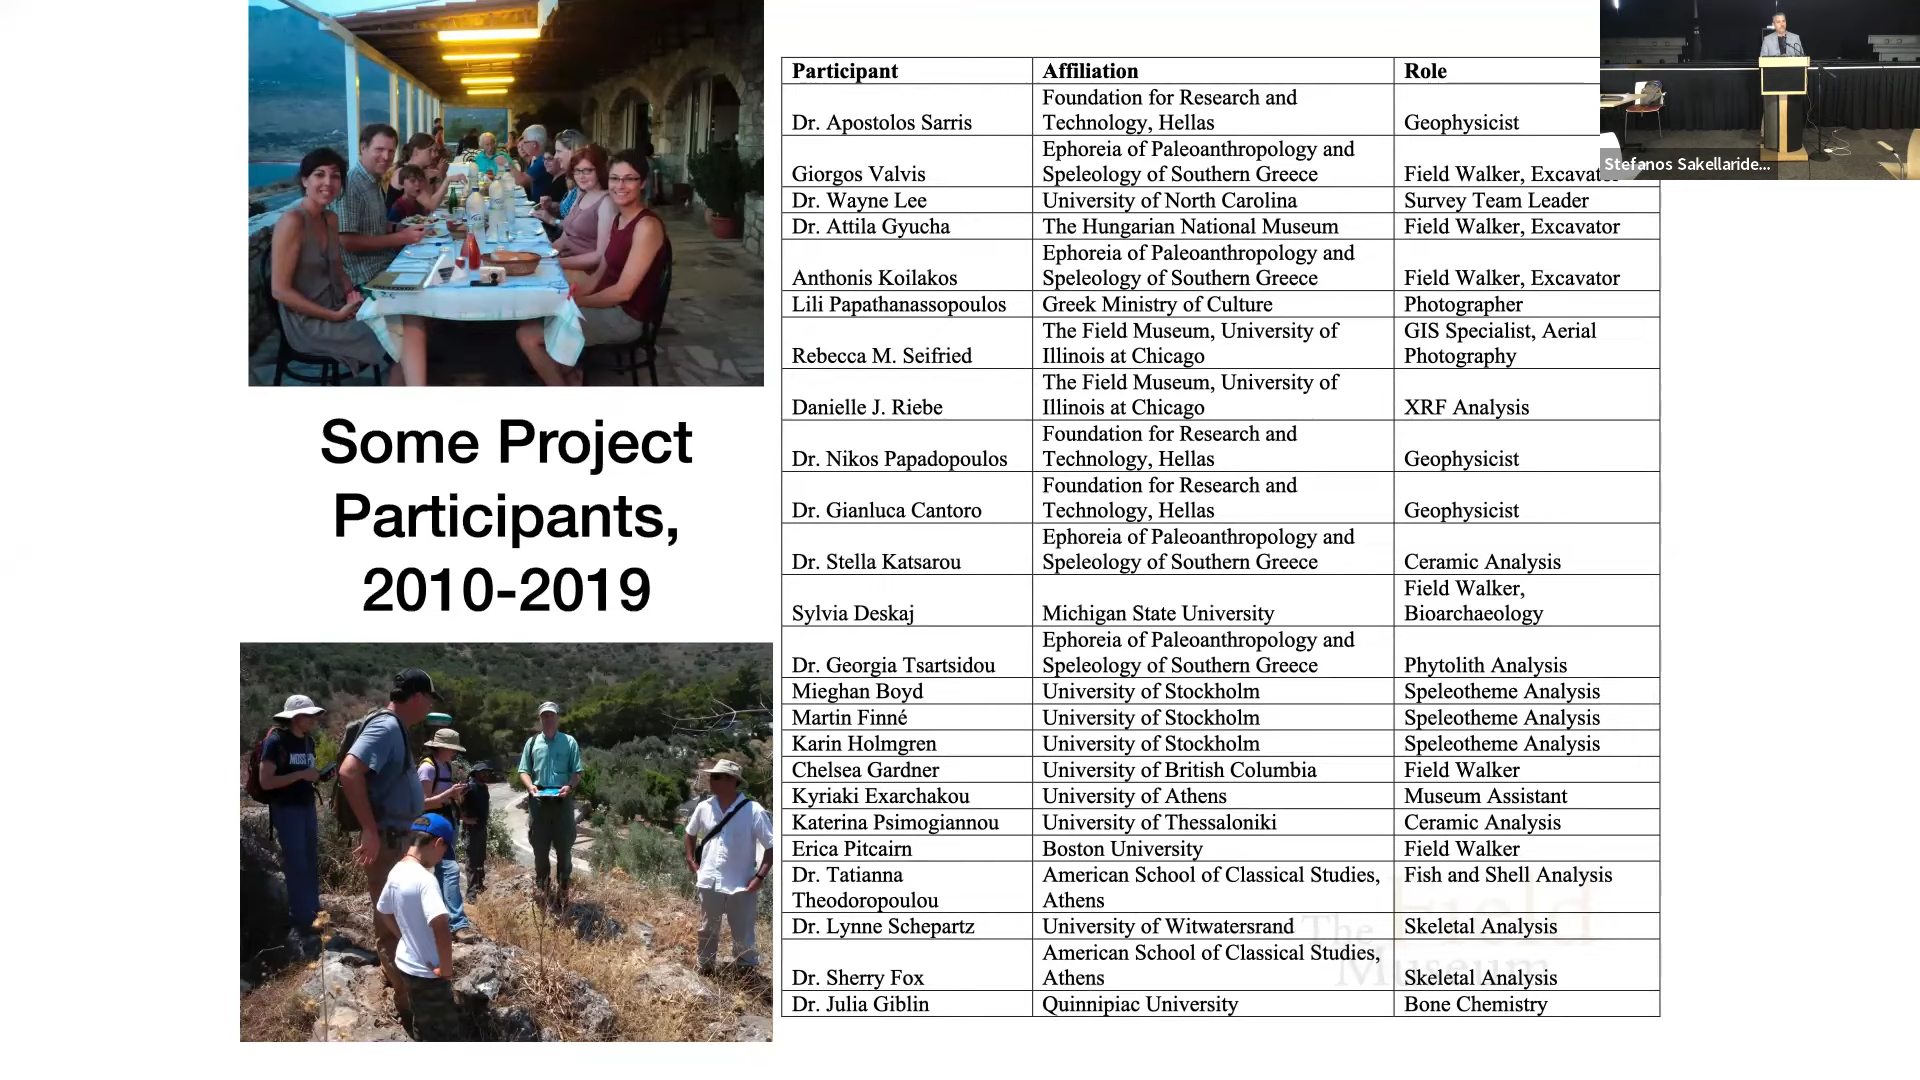 Participant Affiliation Role
Dr. Apostolos Sarris Foundation for Research and Technology, Hellas Geophysicist
Giorgos Valvis Ephoreia of Paleoanthropology and Speleology of Southern Greece Field Walker, Excavator
Dr. Wayne Lee University of North Carolina Survey Team Leader
Dr. Attila Gyucha The Hungarian National Museum Field Walker, Excavator
Anthonis Koilakos Ephoreia of Paleoanthropology and Speleology of Southern Greece Field Walker, Excavator
Lili Papathanassopoulos Greek Ministry of Culture Photographer
Rebecca M. Seifried The Field Museum, University of Illinois at Chicago GIS Specialist, Aerial Photography
Danielle J. Riebe The Field Museum, University of Illinois at Chicago XRF Analysis
Dr. Nikos Papadopoulos Foundation for Research and Technology, Hellas Geophysicist
Dr. Gianluca Cantoro Foundation for Research and Technology, Hellas Geophysicist
Dr. Stella Katsarou Ephoreia of Paleoanthropology and Speleology of Southern Greece Ceramic Analysis
Sylvia Deskaj Michigan State University Field Walker, Bioarchaeology
Dr. Georgia Tsartsidou Ephoreia of Paleoanthropology and Speleology of Southern Greece Phytolith Analysis
Mieghan Boyd University of Stockholm Speleotheme Analysis
Martin Finné University of Stockholm Speleotheme Analysis
Karin Holmgren University of Stockholm Speleotheme Analysis
Chelsea Gardner University of British Columbia Field Walker
Kyriaki Exarchakou University of Athens Museum Assistant
Katerina Psimogiannou University of Thessaloniki Ceramic Analysis
Erica Pitcairn Boston University Field Walker
Dr. Tatianna Theodoropoulou American School of Classical Studies, Athens Fish and Shell Analysis
Dr. Lynne Schepartz University of Witwatersrand Skeletal Analysis
Dr. Sherry Fox American School of Classical Studies, Athens Skeletal Analysis
Dr. Julia Giblin Quinnipiac University Bone Chemistry
Some Project
Participants,
2010-2019
Stefanos Sakellaride...
The Field
Museum